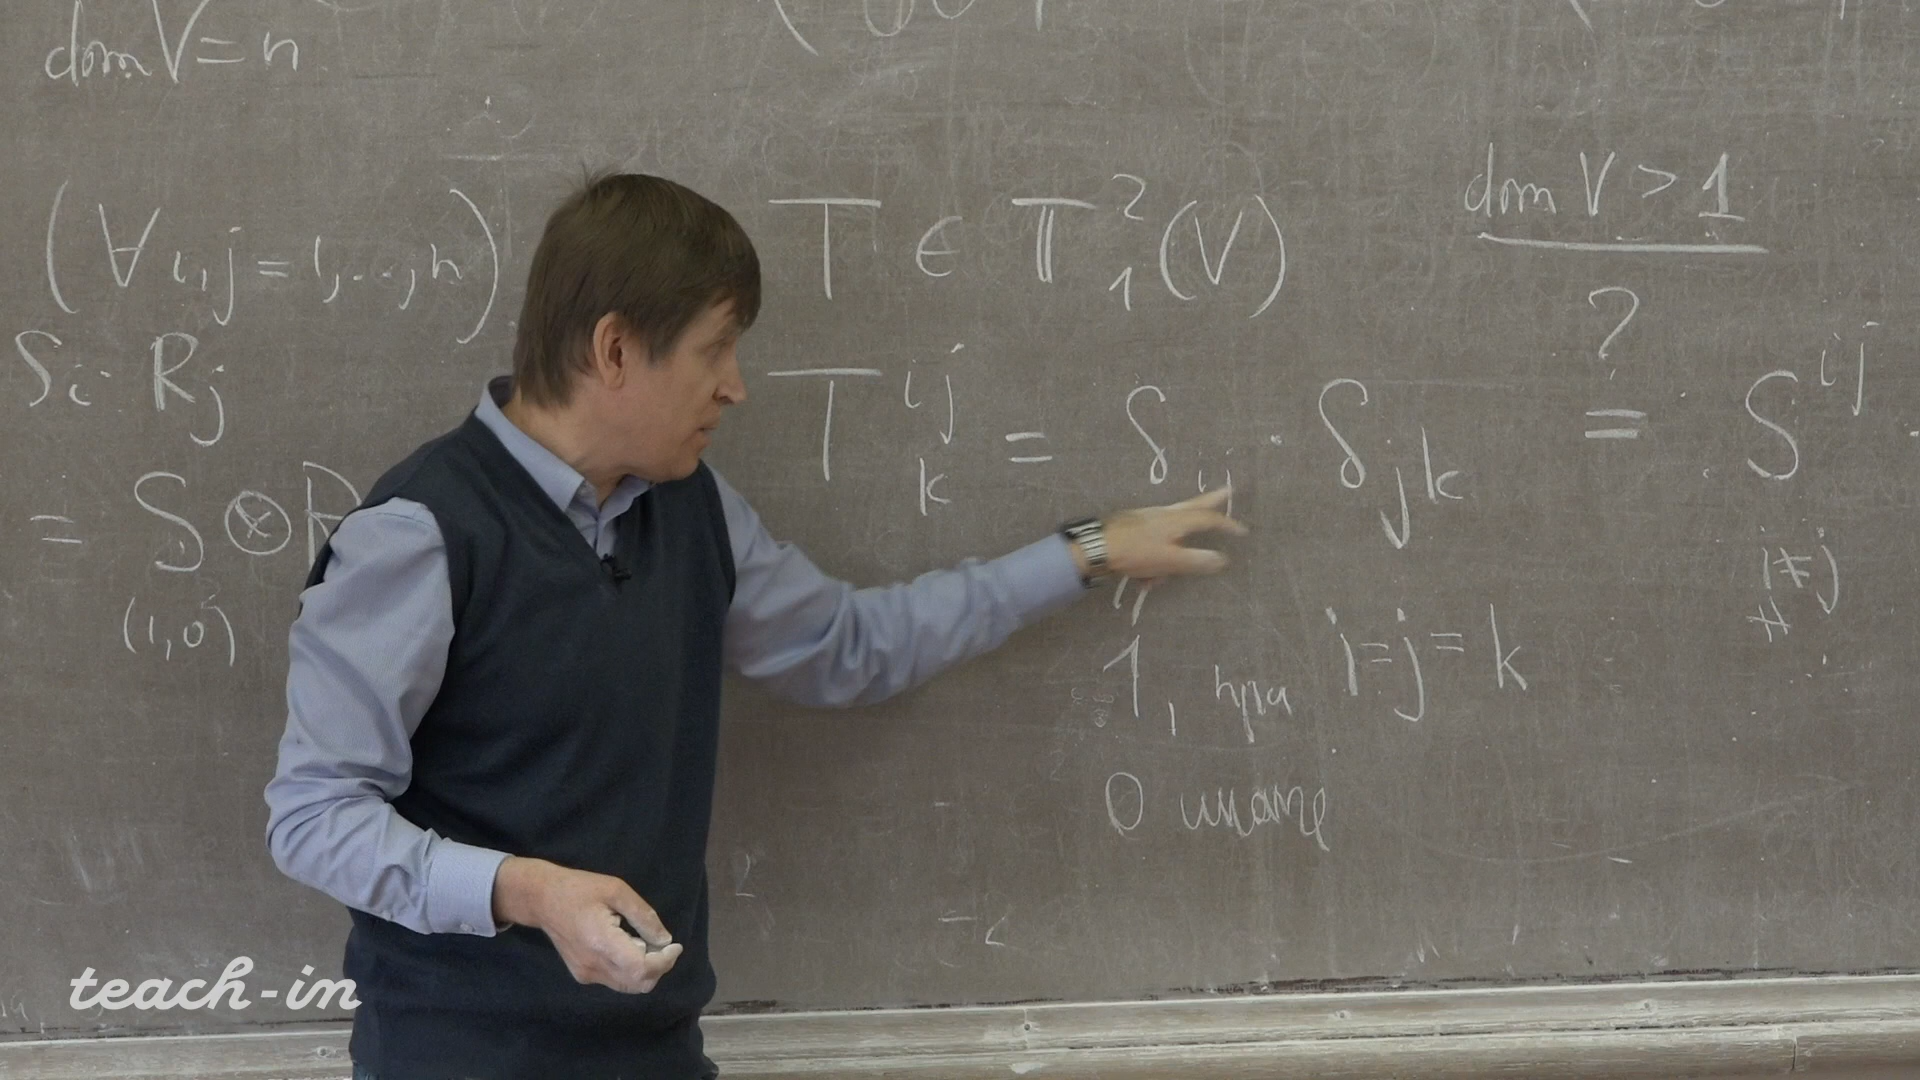 dim V = n
(∀ i,j = 1,...,n)
S_i R_j
= S ⊗ R
(1,0)
T ∈ 𝕋^2_1(V)
T^{ij}_k = δ_{ij} · δ_{jk} = S^{ij}
dim V > 1
?
i ≠ j
1, при i=j=k
0 иначе
teach-in